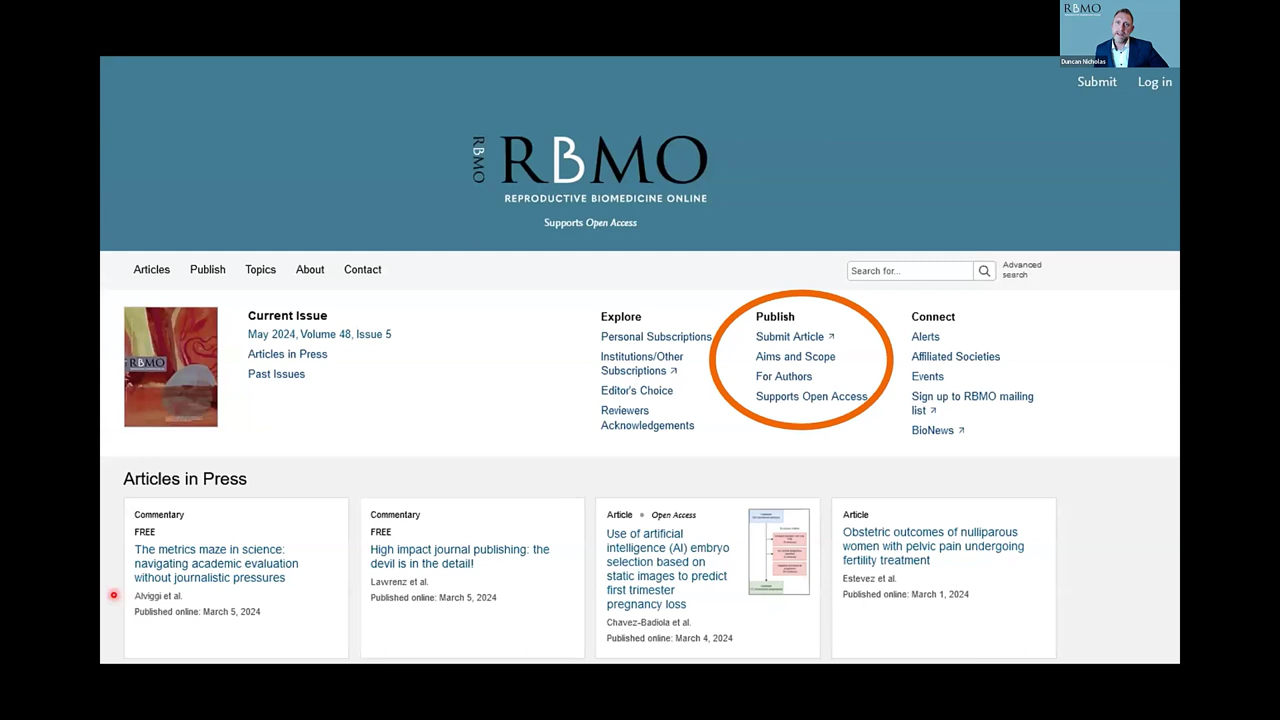 RBMO
Duncan Nicholas
Submit Log in
RBMO
RBMO
REPRODUCTIVE BIOMEDICINE ONLINE
Supports Open Access
Articles Publish Topics About Contact
Search for...
Advanced
search
RBMO
Current Issue
May 2024, Volume 48, Issue 5
Articles in Press
Past Issues
Explore
Personal Subscriptions
Institutions/Other
Subscriptions
Editor's Choice
Reviewers
Acknowledgements
Publish
Submit Article
Aims and Scope
For Authors
Supports Open Access
Connect
Alerts
Affiliated Societies
Events
Sign up to RBMO mailing
list
BioNews
Articles in Press
Commentary
FREE
The metrics maze in science:
navigating academic evaluation
without journalistic pressures
Alviggi et al.
Published online: March 5, 2024
Commentary
FREE
High impact journal publishing: the
devil is in the detail!
Lawrenz et al.
Published online: March 5, 2024
Article Open Access
Use of artificial
intelligence (AI) embryo
selection based on
static images to predict
first trimester
pregnancy loss
Chavez-Badiola et al.
Published online: March 4, 2024
Article
Obstetric outcomes of nulliparous
women with pelvic pain undergoing
fertility treatment
Estevez et al.
Published online: March 1, 2024